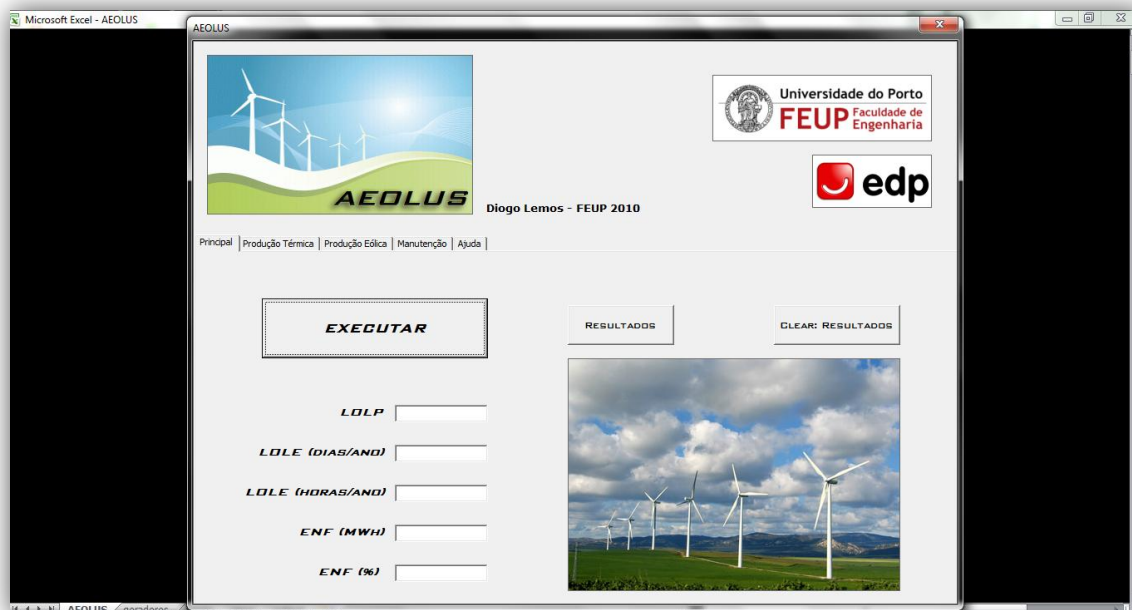 Microsoft Excel - AEOLUS
AEOLUS
AEOLUS
Diogo Lemos - FEUP 2010
Universidade do Porto
FEUP Faculdade de Engenharia
edp
Principal
Produção Térmica
Produção Eólica
Manutenção
Ajuda
EXECUTAR
RESULTADOS
CLEAR: RESULTADOS
LOLP
LOLE (DIAS/ANO)
LOLE (HORAS/ANO)
ENF (MWH)
ENF (%)
AEOLUS
geradores